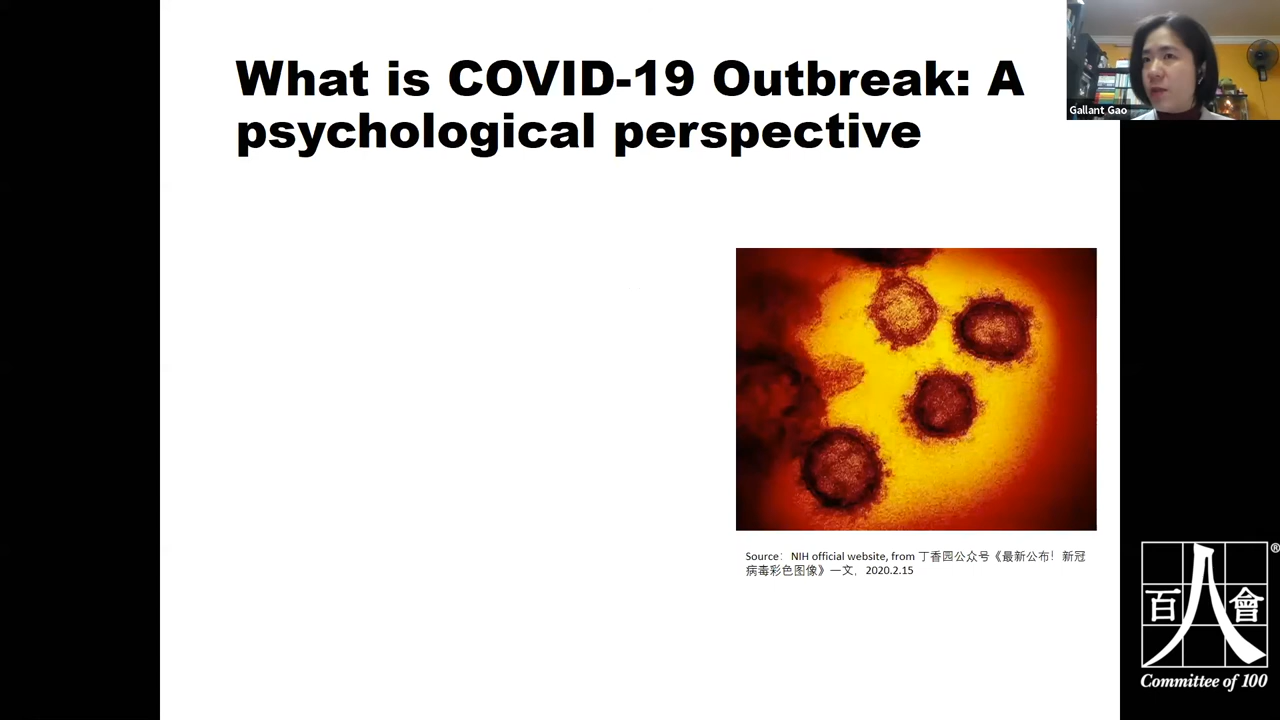 What is COVID-19 Outbreak: A
psychological perspective
Gallant Gao
Source：NIH official website, from 丁香园公众号《最新公布！新冠
病毒彩色图像》一文，2020.2.15
百人會
®
Committee of 100